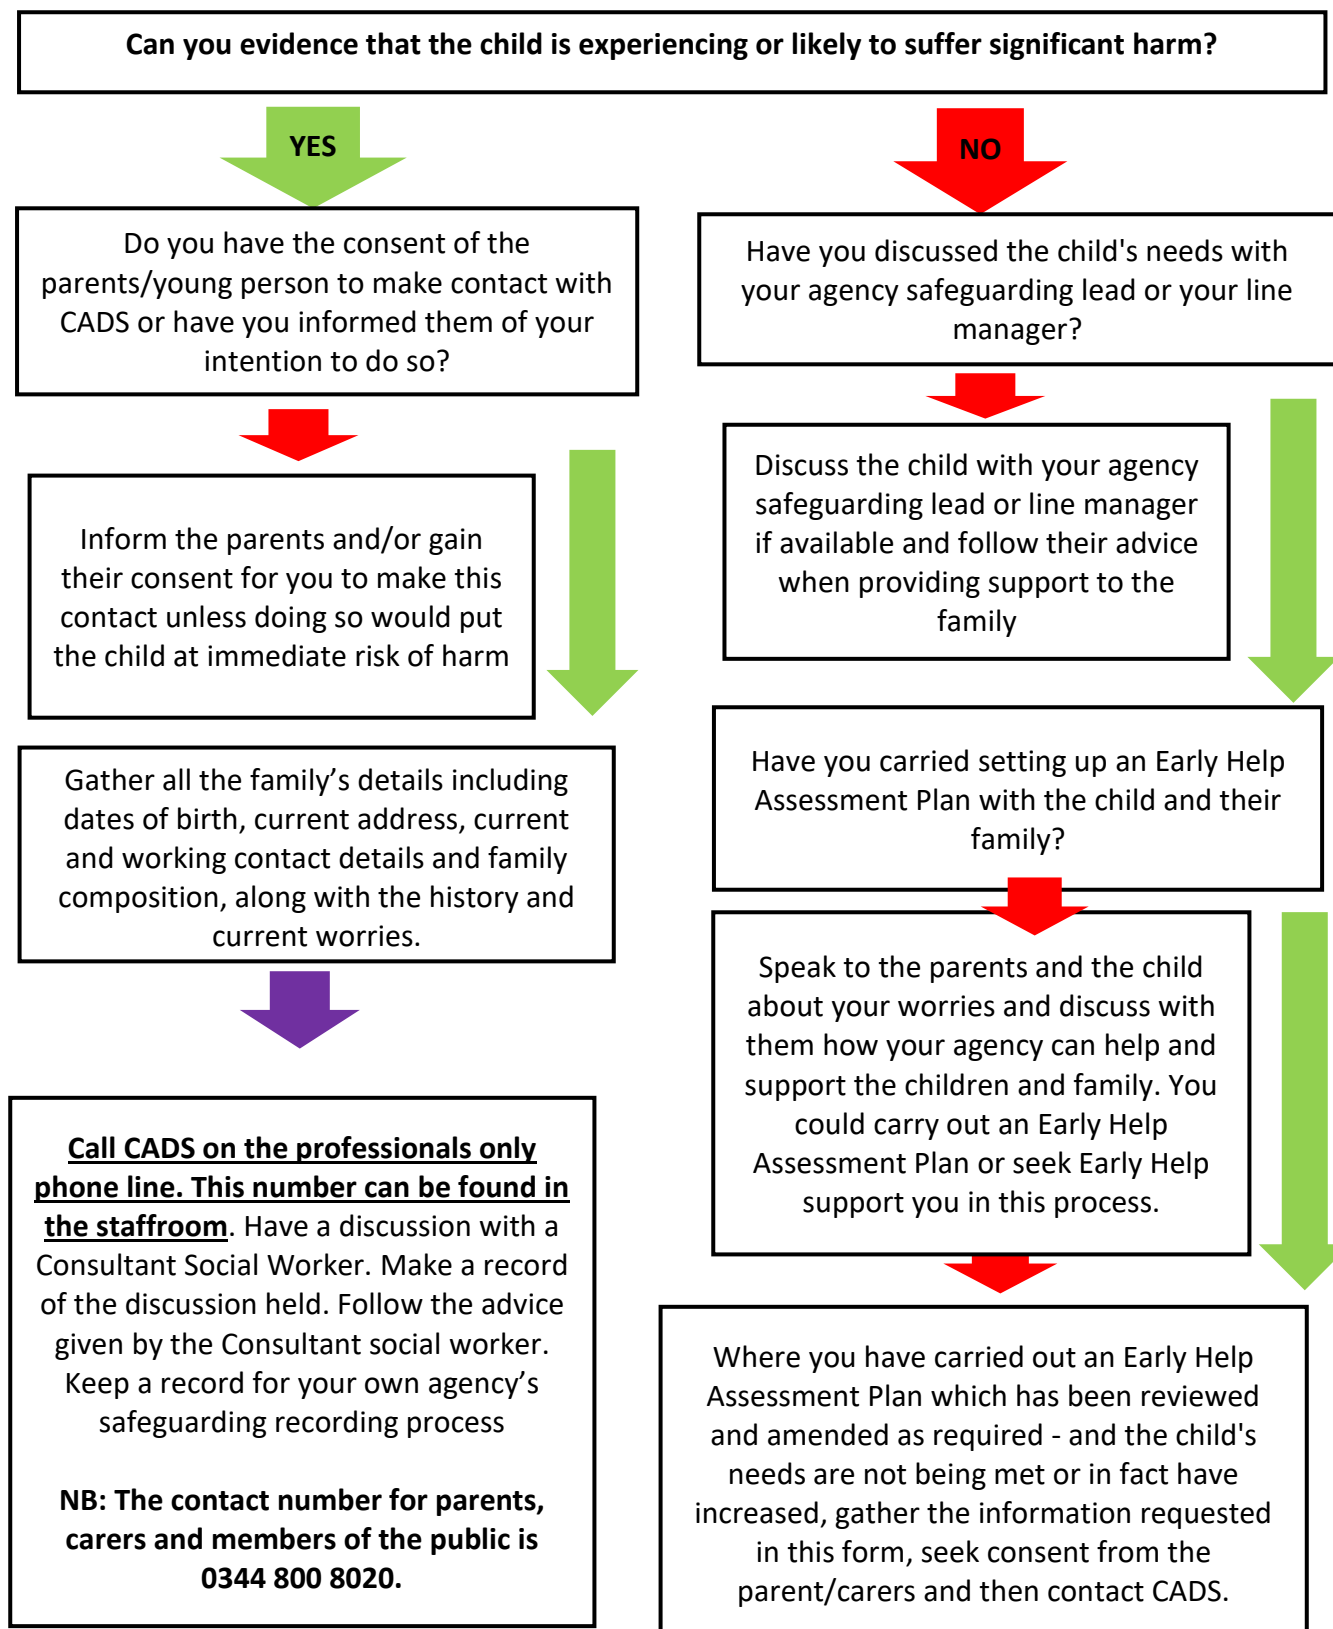 Can you evidence that the child is experiencing or likely to suffer significant harm?
YES
Do you have the consent of the
parents/young person to make contact with
CADS or have you informed them of your
intention to do so?
Inform the parents and/or gain
their consent for you to make this
contact unless doing so would put
the child at immediate risk of harm
Gather all the family’s details including
dates of birth, current address, current
and working contact details and family
composition, along with the history and
current worries.
Call CADS on the professionals only
phone line. This number can be found in
the staffroom. Have a discussion with a
Consultant Social Worker. Make a record
of the discussion held. Follow the advice
given by the Consultant social worker.
Keep a record for your own agency’s
safeguarding recording process
NB: The contact number for parents,
carers and members of the public is
0344 800 8020.
NO
Have you discussed the child's needs with
your agency safeguarding lead or your line
manager?
Discuss the child with your agency
safeguarding lead or line manager
if available and follow their advice
when providing support to the
family
Have you carried setting up an Early Help
Assessment Plan with the child and their
family?
Speak to the parents and the child
about your worries and discuss with
them how your agency can help and
support the children and family. You
could carry out an Early Help
Assessment Plan or seek Early Help
support you in this process.
Where you have carried out an Early Help
Assessment Plan which has been reviewed
and amended as required - and the child's
needs are not being met or in fact have
increased, gather the information requested
in this form, seek consent from the
parent/carers and then contact CADS.